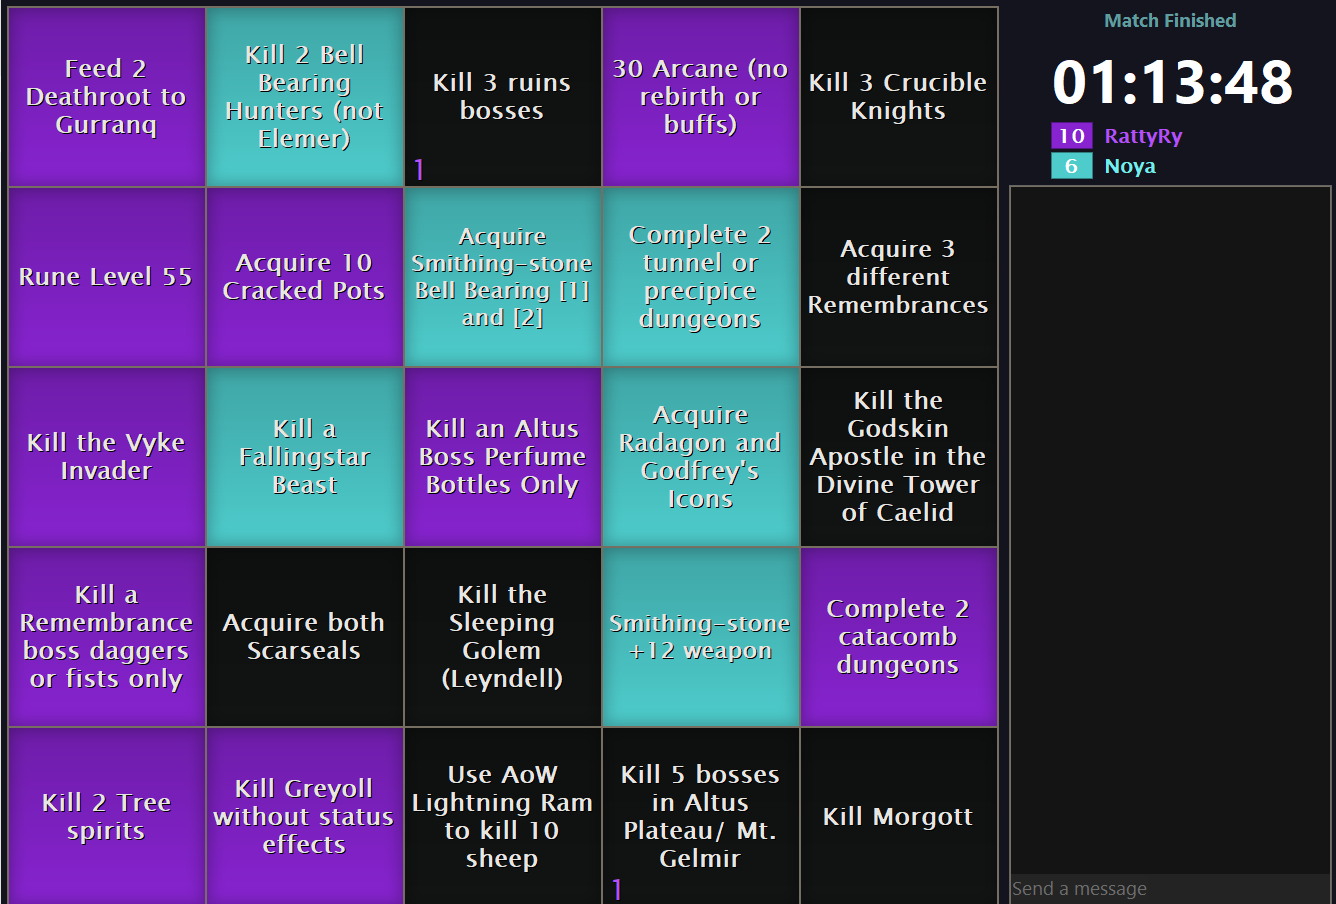 Feed 2
Deathroot to
Gurranq
Kill 2 Bell
Bearing
Hunters (not
Elemer)
Kill 3 ruins
bosses
1
30 Arcane (no
rebirth or
buffs)
Kill 3 Crucible
Knights
Rune Level 55
Acquire 10
Cracked Pots
Acquire
Smithing-stone
Bell Bearing [1]
and [2]
Complete 2
tunnel or
precipice
dungeons
Acquire 3
different
Remembrances
Kill the Vyke
Invader
Kill a
Fallingstar
Beast
Kill an Altus
Boss Perfume
Bottles Only
Acquire
Radagon and
Godfrey's
Icons
Kill the
Godskin
Apostle in the
Divine Tower
of Caelid
Kill a
Remembrance
boss daggers
or fists only
Acquire both
Scarseals
Kill the
Sleeping
Golem
(Leyndell)
Smithing-stone
+12 weapon
Complete 2
catacomb
dungeons
Kill 2 Tree
spirits
Kill Greyoll
without status
effects
Use AoW
Lightning Ram
to kill 10
sheep
Kill 5 bosses
in Altus
Plateau/ Mt.
Gelmir
1
Kill Morgott
Match Finished
01:13:48
10 RattyRy
6 Noya
Send a message